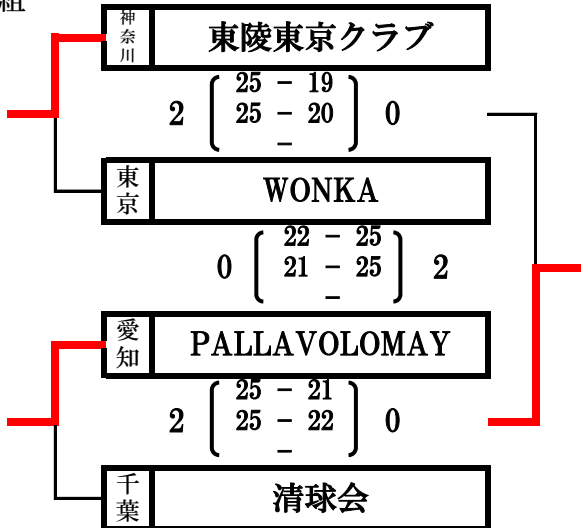 組
神奈川
東陵東京クラブ
25 - 19
2 25 - 20 0
-
東京
WONKA
22 - 25
0 21 - 25 2
-
愛知
PALLAVOLOMAY
25 - 21
2 25 - 22 0
-
千葉
清球会